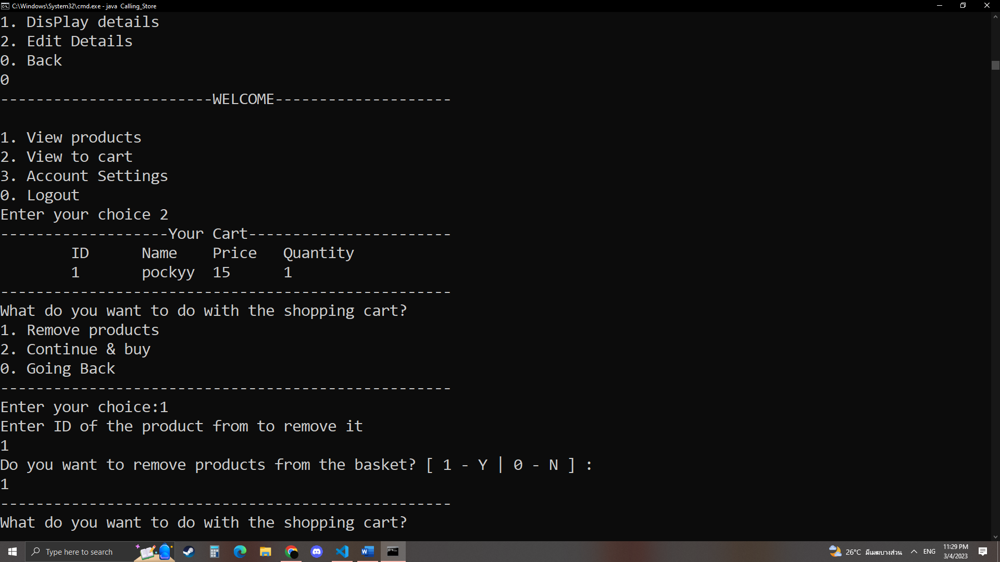 C:\Windows\System32\cmd.exe - java  Calling_Store
1. DisPlay details
2. Edit Details
0. Back
0
------------------------WELCOME--------------------
1. View products
2. View to cart
3. Account Settings
0. Logout
Enter your choice 2
-------------------Your Cart-----------------------
ID Name Price Quantity
1 pockyy 15 1
---------------------------------------------------
What do you want to do with the shopping cart?
1. Remove products
2. Continue & buy
0. Going Back
---------------------------------------------------
Enter your choice:1
Enter ID of the product from to remove it
1
Do you want to remove products from the basket? [ 1 - Y | 0 - N ] :
1
---------------------------------------------------
What do you want to do with the shopping cart?
Type here to search
26°C มีเมฆบางส่วน
ENG
11:29 PM
3/4/2023